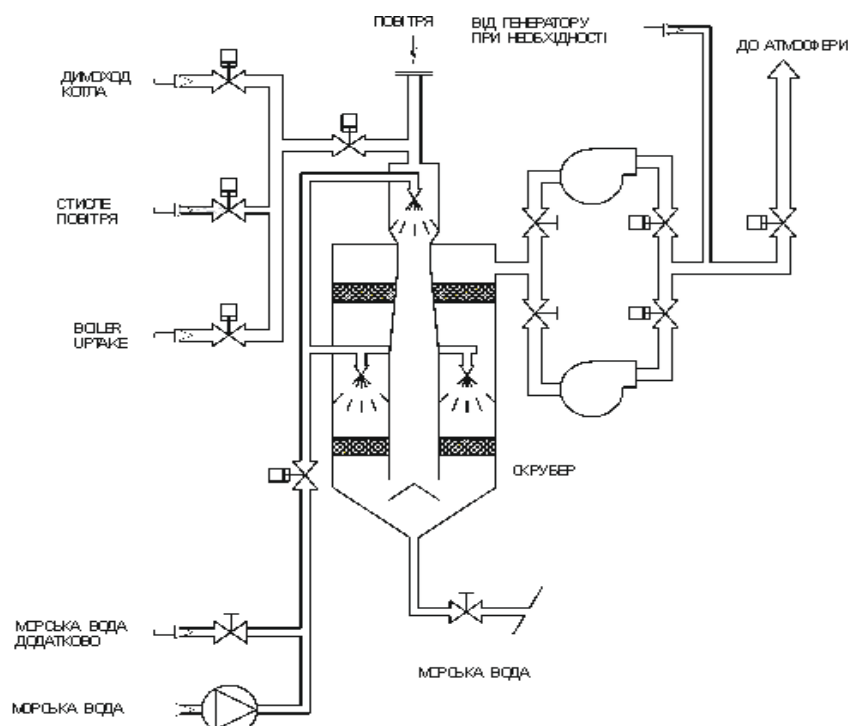 ПОВІТРЯ
ВІД ГЕНЕРАТОРУ
ПРИ НЕОБХІДНОСТІ
ДО АТМОСФЕРИ
ДИМОХОД
КОТЛА
СТИСЛЕ
ПОВІТРЯ
BOILER
UPTAKE
СКРУБЕР
МОРСЬКА ВОДА
ДОДАТКОВО
МОРСЬКА ВОДА
МОРСЬКА ВОДА